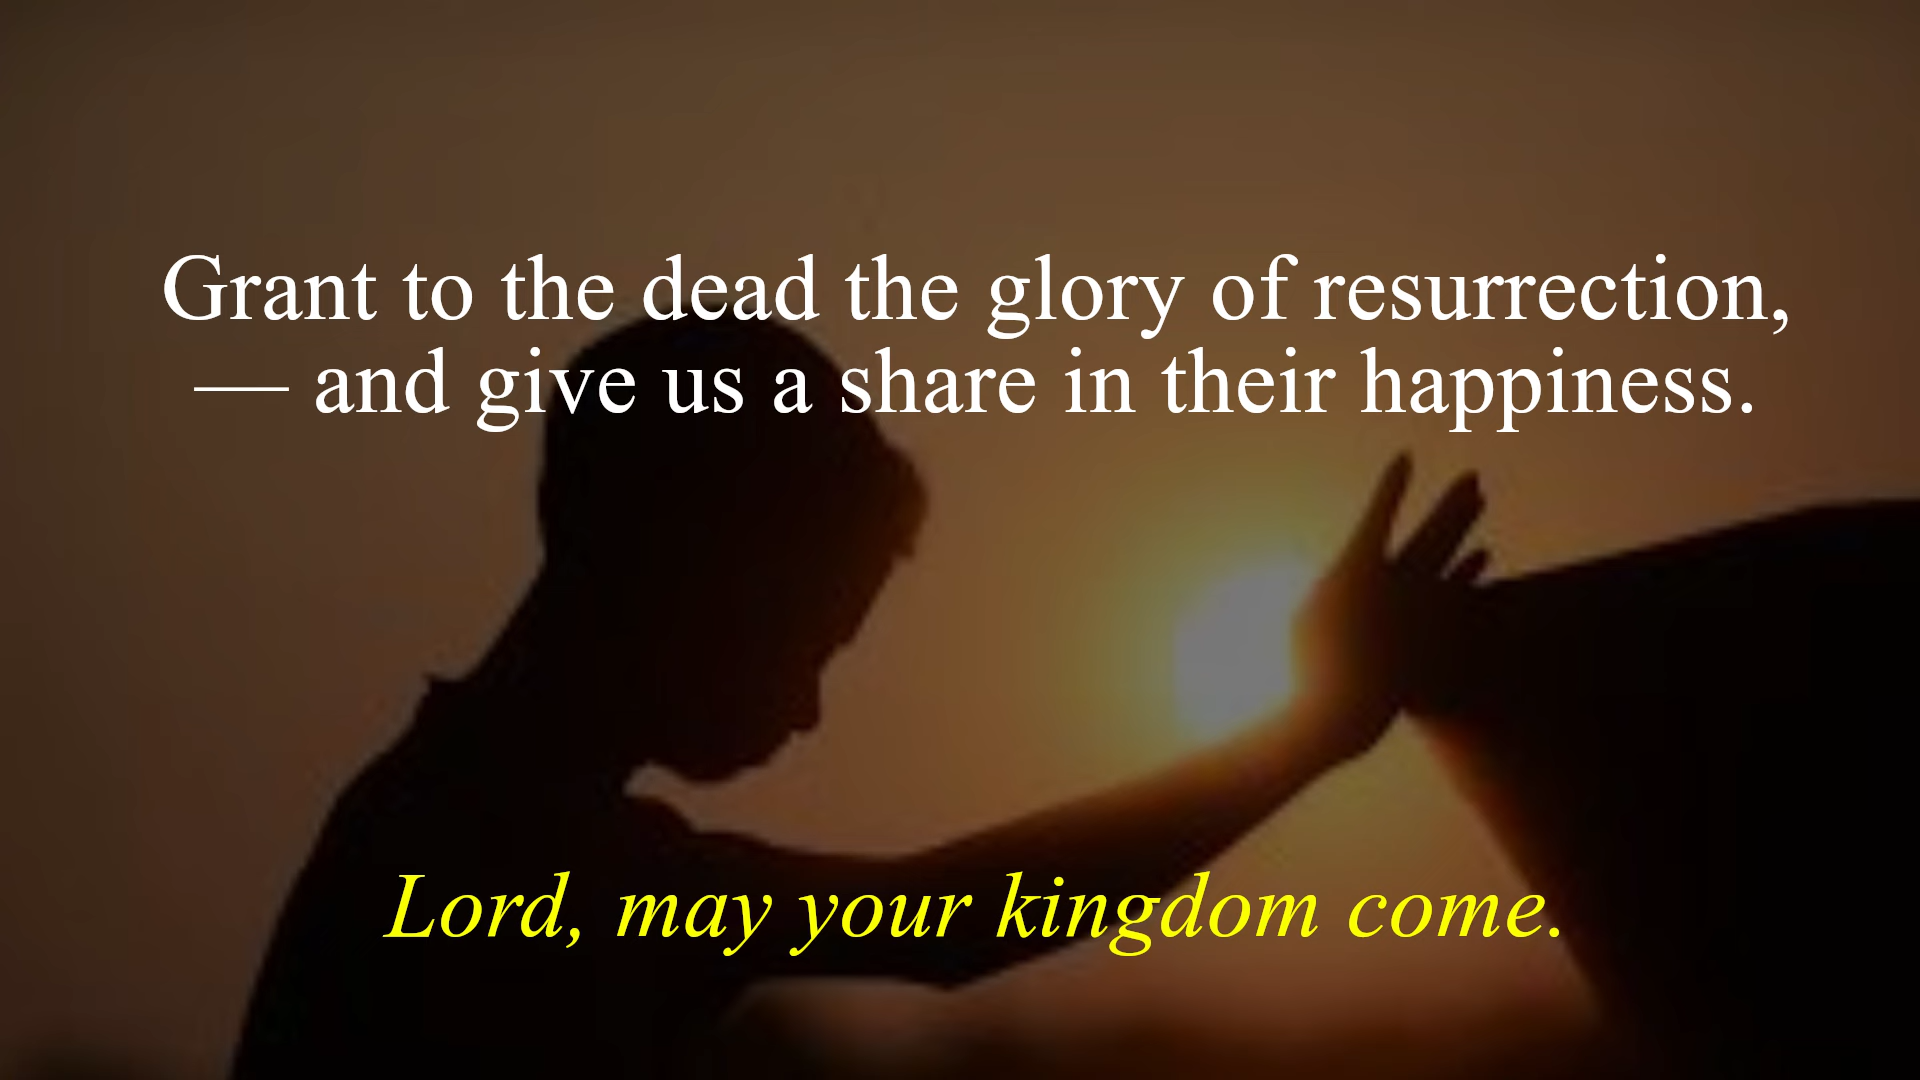 Grant to the dead the glory of resurrection,
— and give us a share in their happiness.
Lord, may your kingdom come.